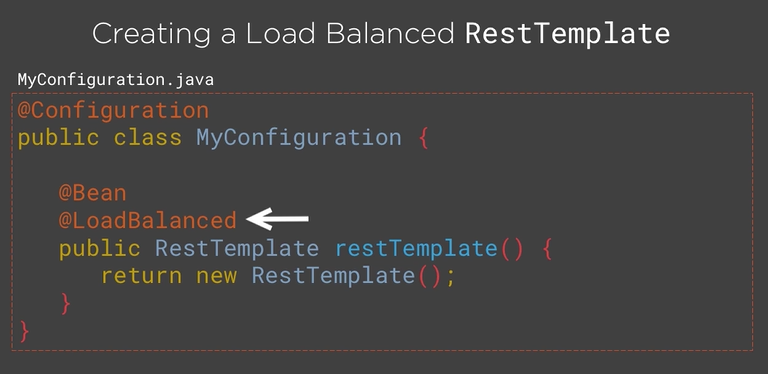 Creating a Load Balanced RestTemplate
MyConfiguration.java
@Configuration
public class MyConfiguration {
@Bean
@LoadBalanced
public RestTemplate restTemplate() {
return new RestTemplate();
}
}